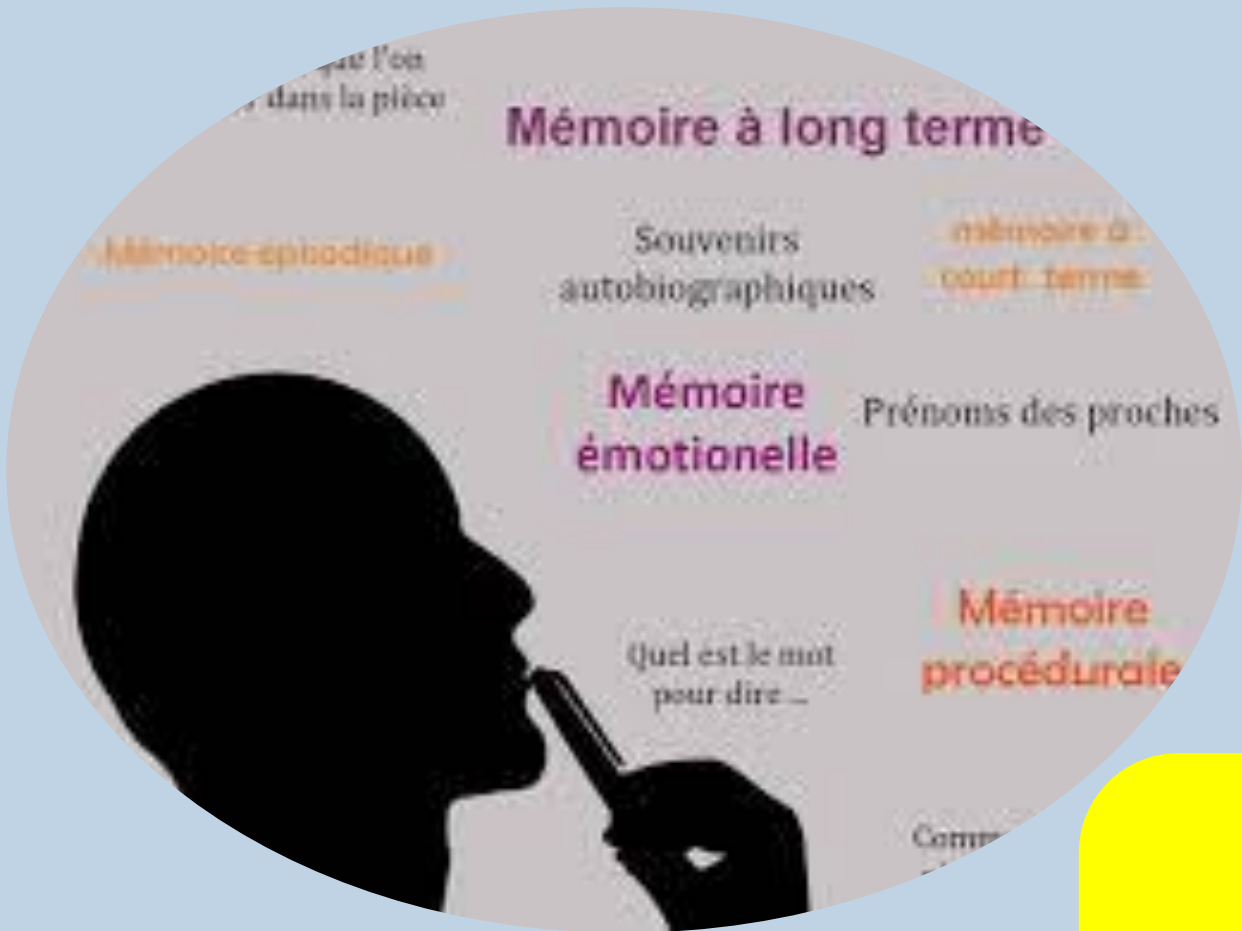 que l'on
dans la pièce
Mémoire à long terme
Mémoire épisodique
Souvenirs
autobiographiques
mémoire à
court terme
Mémoire
émotionelle
Prénoms des proches
Quel est le mot
pour dire ...
Mémoire
procédurale